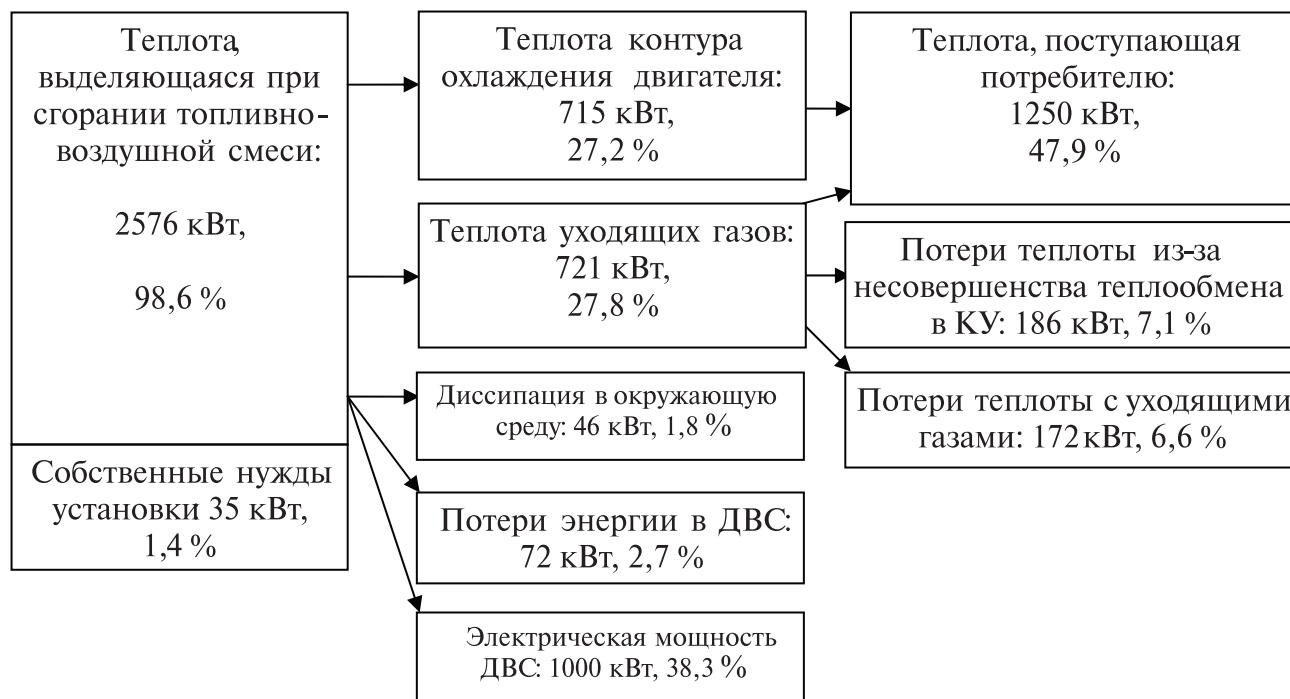 Теплота,
выделяющаяся при
сгорании топливно-
воздушной смеси:
2576 кВт,
98,6 %
Собственные нужды
установки 35 кВт,
1,4 %
Теплота контура
охлаждения двигателя:
715 кВт,
27,2 %
Теплота уходящих газов:
721 кВт,
27,8 %
Диссипация в окружающую
среду: 46 кВт, 1,8 %
Потери энергии в ДВС:
72 кВт, 2,7 %
Электрическая мощность
ДВС: 1000 кВт, 38,3 %
Теплота, поступающая
потребителю:
1250 кВт,
47,9 %
Потери теплоты из-за
несовершенства теплообмена
в КУ: 186 кВт, 7,1 %
Потери теплоты с уходящими
газами: 172 кВт, 6,6 %